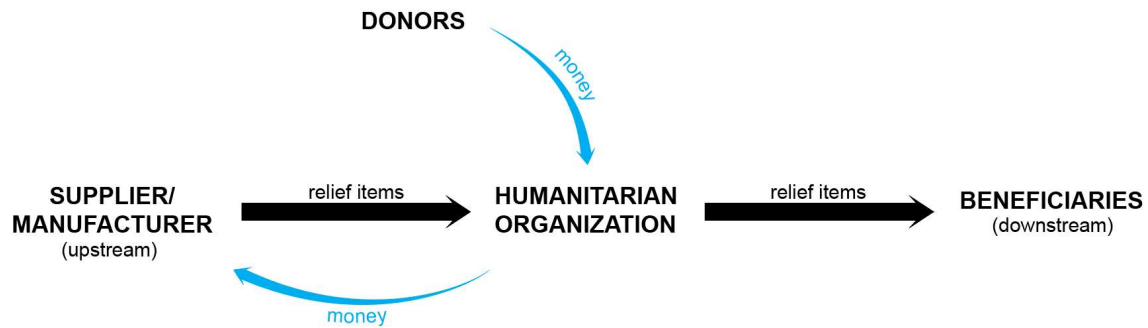 DONORS
money
SUPPLIER/
MANUFACTURER
(upstream)
relief items
HUMANITARIAN
ORGANIZATION
relief items
BENEFICIARIES
(downstream)
money